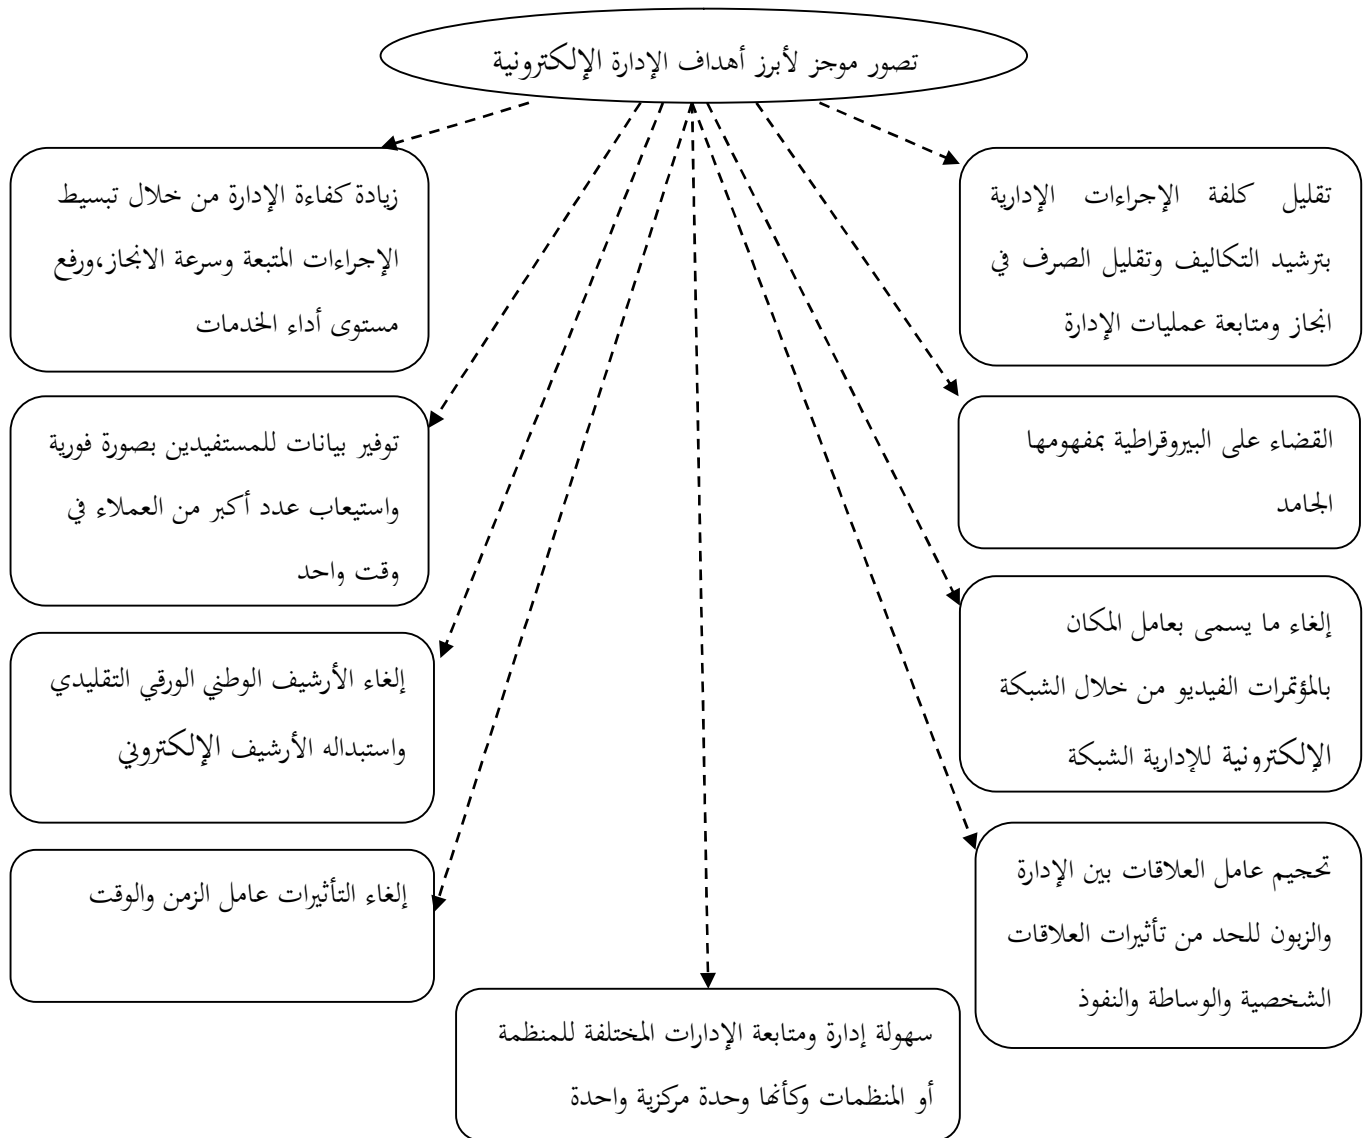 تصور موجز لأبرز أهداف الإدارة الإلكترونية
تقليل كلفة الإجراءات الإدارية
بترشيد التكاليف وتقليل الصرف في
انجاز ومتابعة عمليات الإدارة
زيادة كفاءة الإدارة من خلال تبسيط
الإجراءات المتبعة وسرعة الانجاز،ورفع
مستوى أداء الخدمات
القضاء على البيروقراطية بمفهومها
الجامد
توفير بيانات للمستفيدين بصورة فورية
واستيعاب عدد أكبر من العملاء في
وقت واحد
إلغاء ما يسمى بعامل المكان
بالمؤتمرات الفيديو من خلال الشبكة
الإلكترونية للإدارية الشبكة
إلغاء الأرشيف الوطني الورقي التقليدي
واستبداله الأرشيف الإلكتروني
تحجيم عامل العلاقات بين الإدارة
والزبون للحد من تأثيرات العلاقات
الشخصية والوساطة والنفوذ
إلغاء التأثيرات عامل الزمن والوقت
سهولة إدارة ومتابعة الإدارات المختلفة للمنظمة
أو المنظمات وكأنها وحدة مركزية واحدة